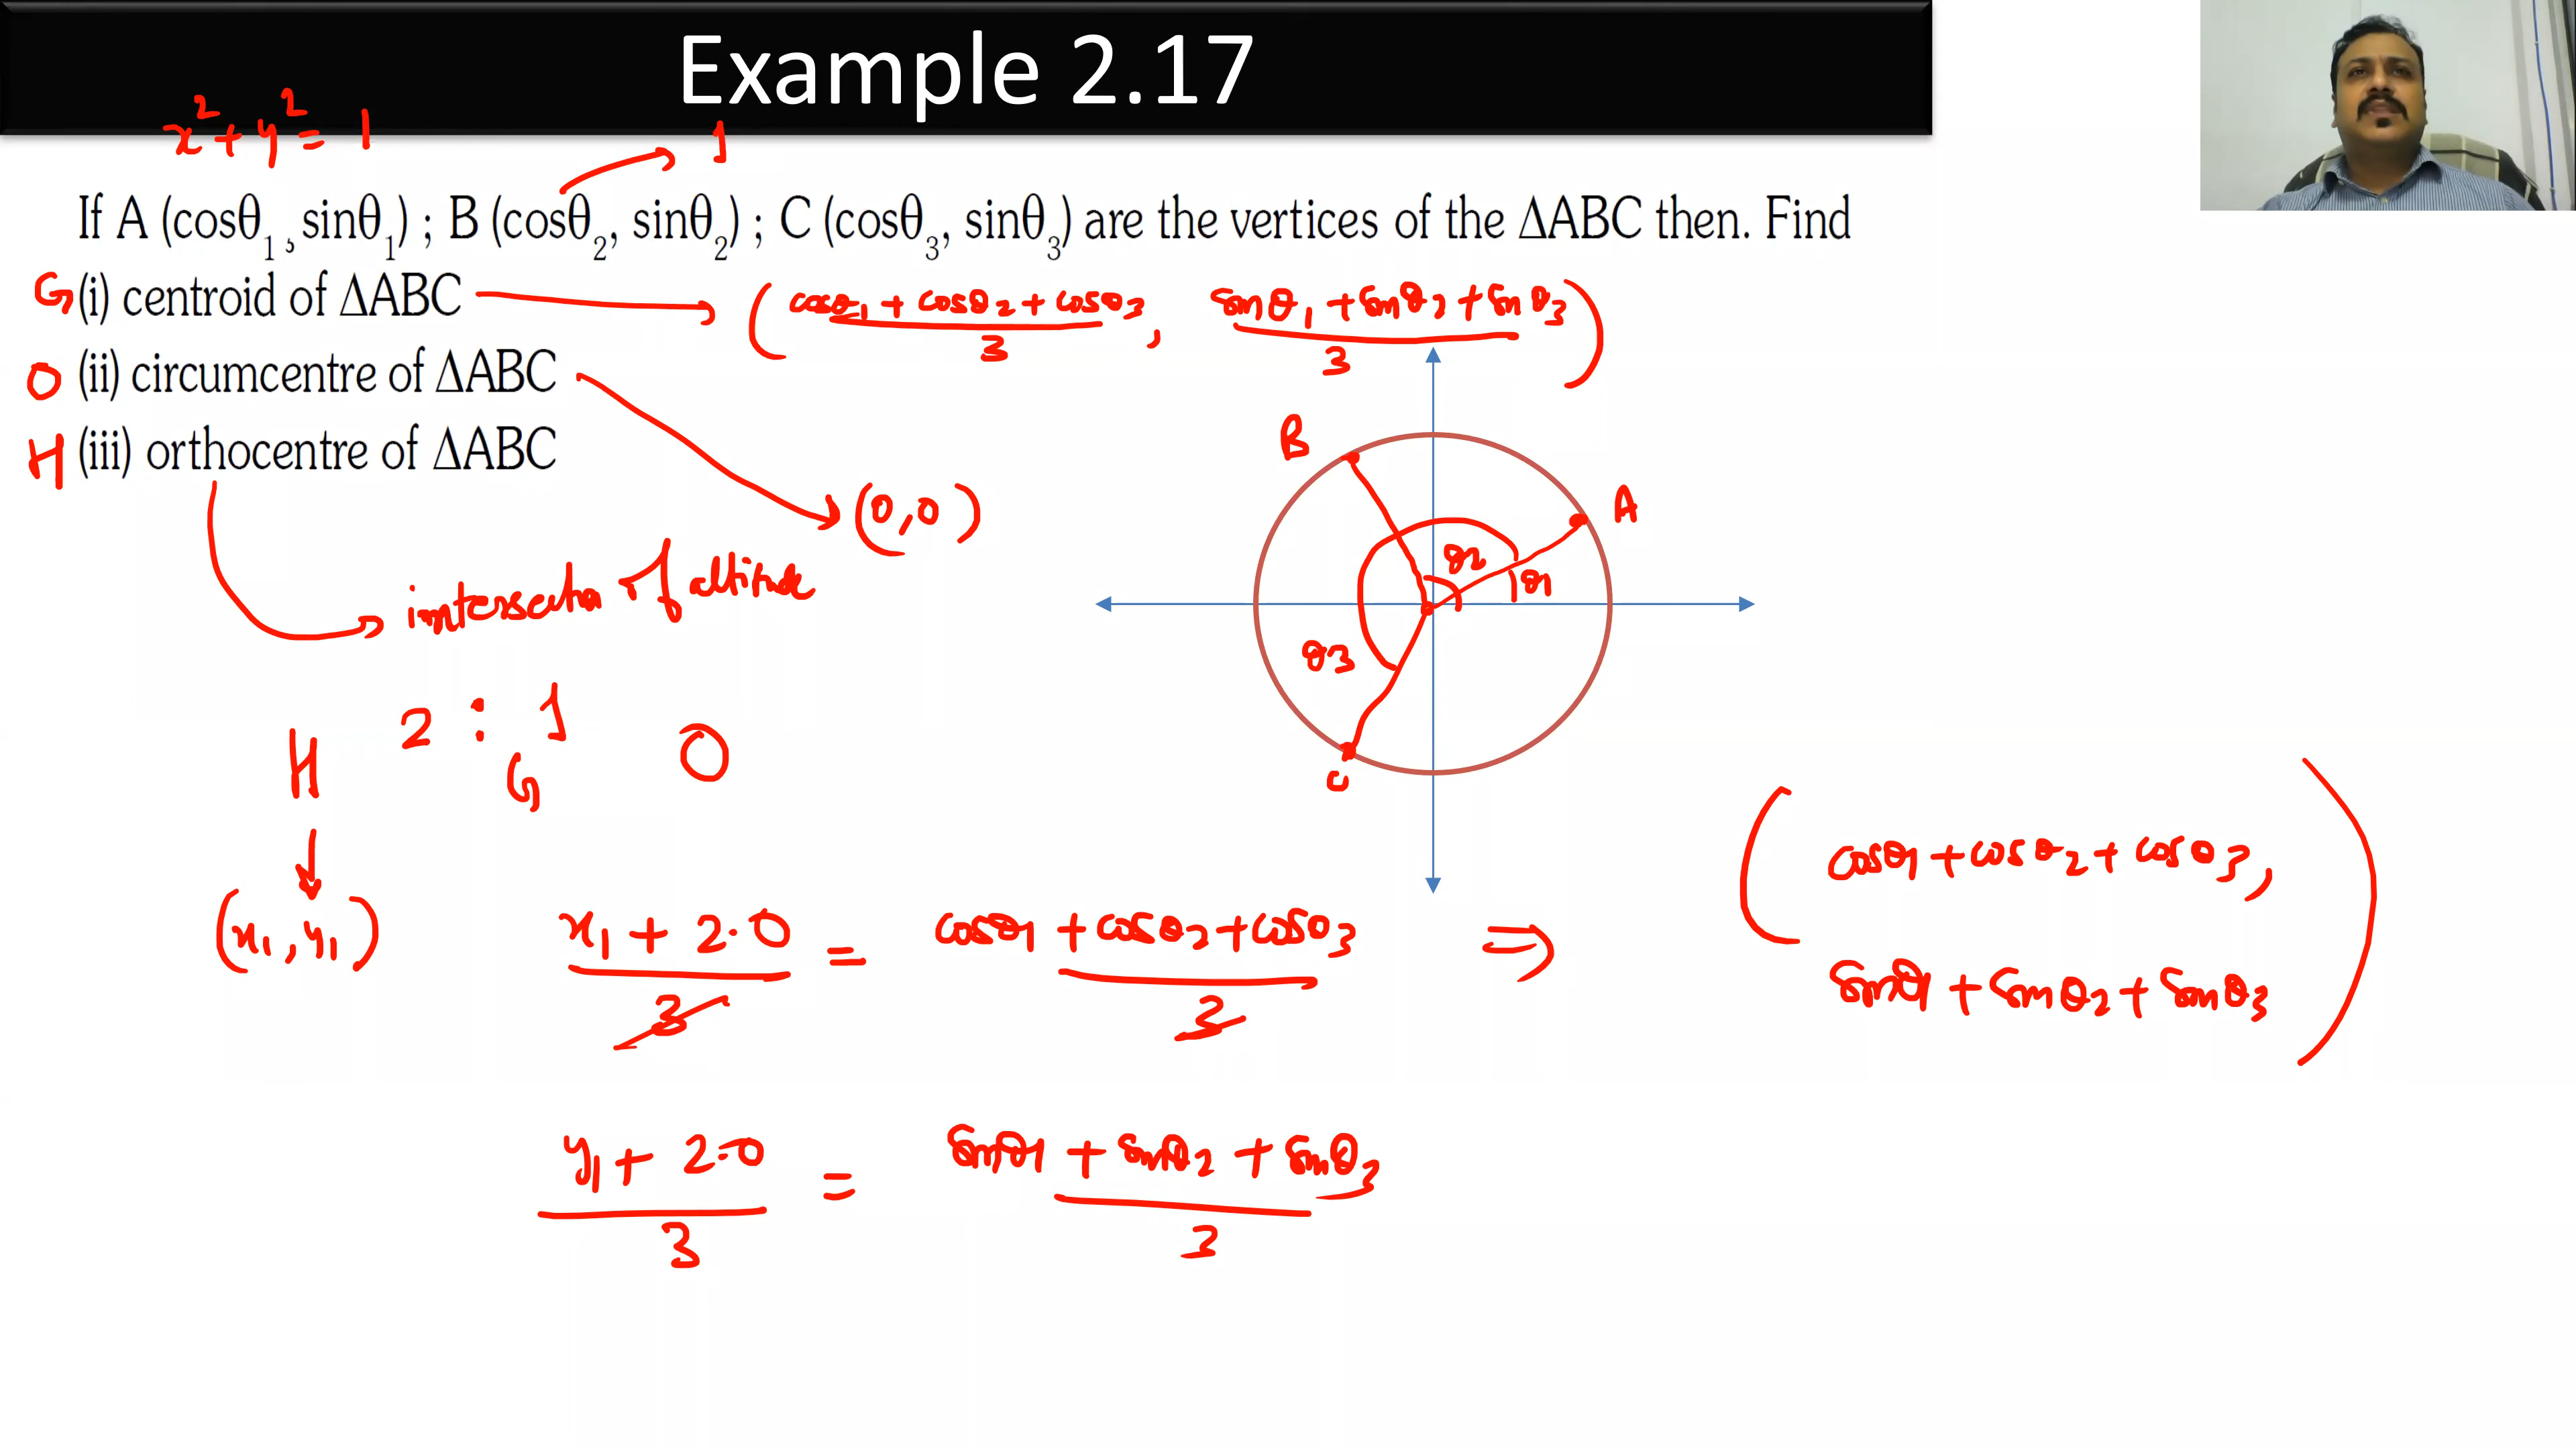 Example 2.17
x² + y² = 1
1
If A (cosθ₁, sinθ₁) ; B (cosθ₂, sinθ₂) ; C (cosθ₃, sinθ₃) are the vertices of the ΔABC then. Find
G (i) centroid of ΔABC
(cosθ₁ + cosθ₂ + cosθ₃ / 3, sinθ₁ + sinθ₂ + sinθ₃ / 3)
O (ii) circumcentre of ΔABC
H (iii) orthocentre of ΔABC
(0,0)
intersection of altitude
B
A
θ2
θ1
θ3
C
2 : 1
H G O
(x₁, y₁)
x₁ + 2·0 / 3 = cosθ1 + cosθ2 + cosθ3 / 3 ⇒
(cosθ1 + cosθ2 + cosθ3,
sinθ1 + sinθ2 + sinθ3)
y₁ + 2·0 / 3 = sinθ1 + sinθ2 + sinθ3 / 3